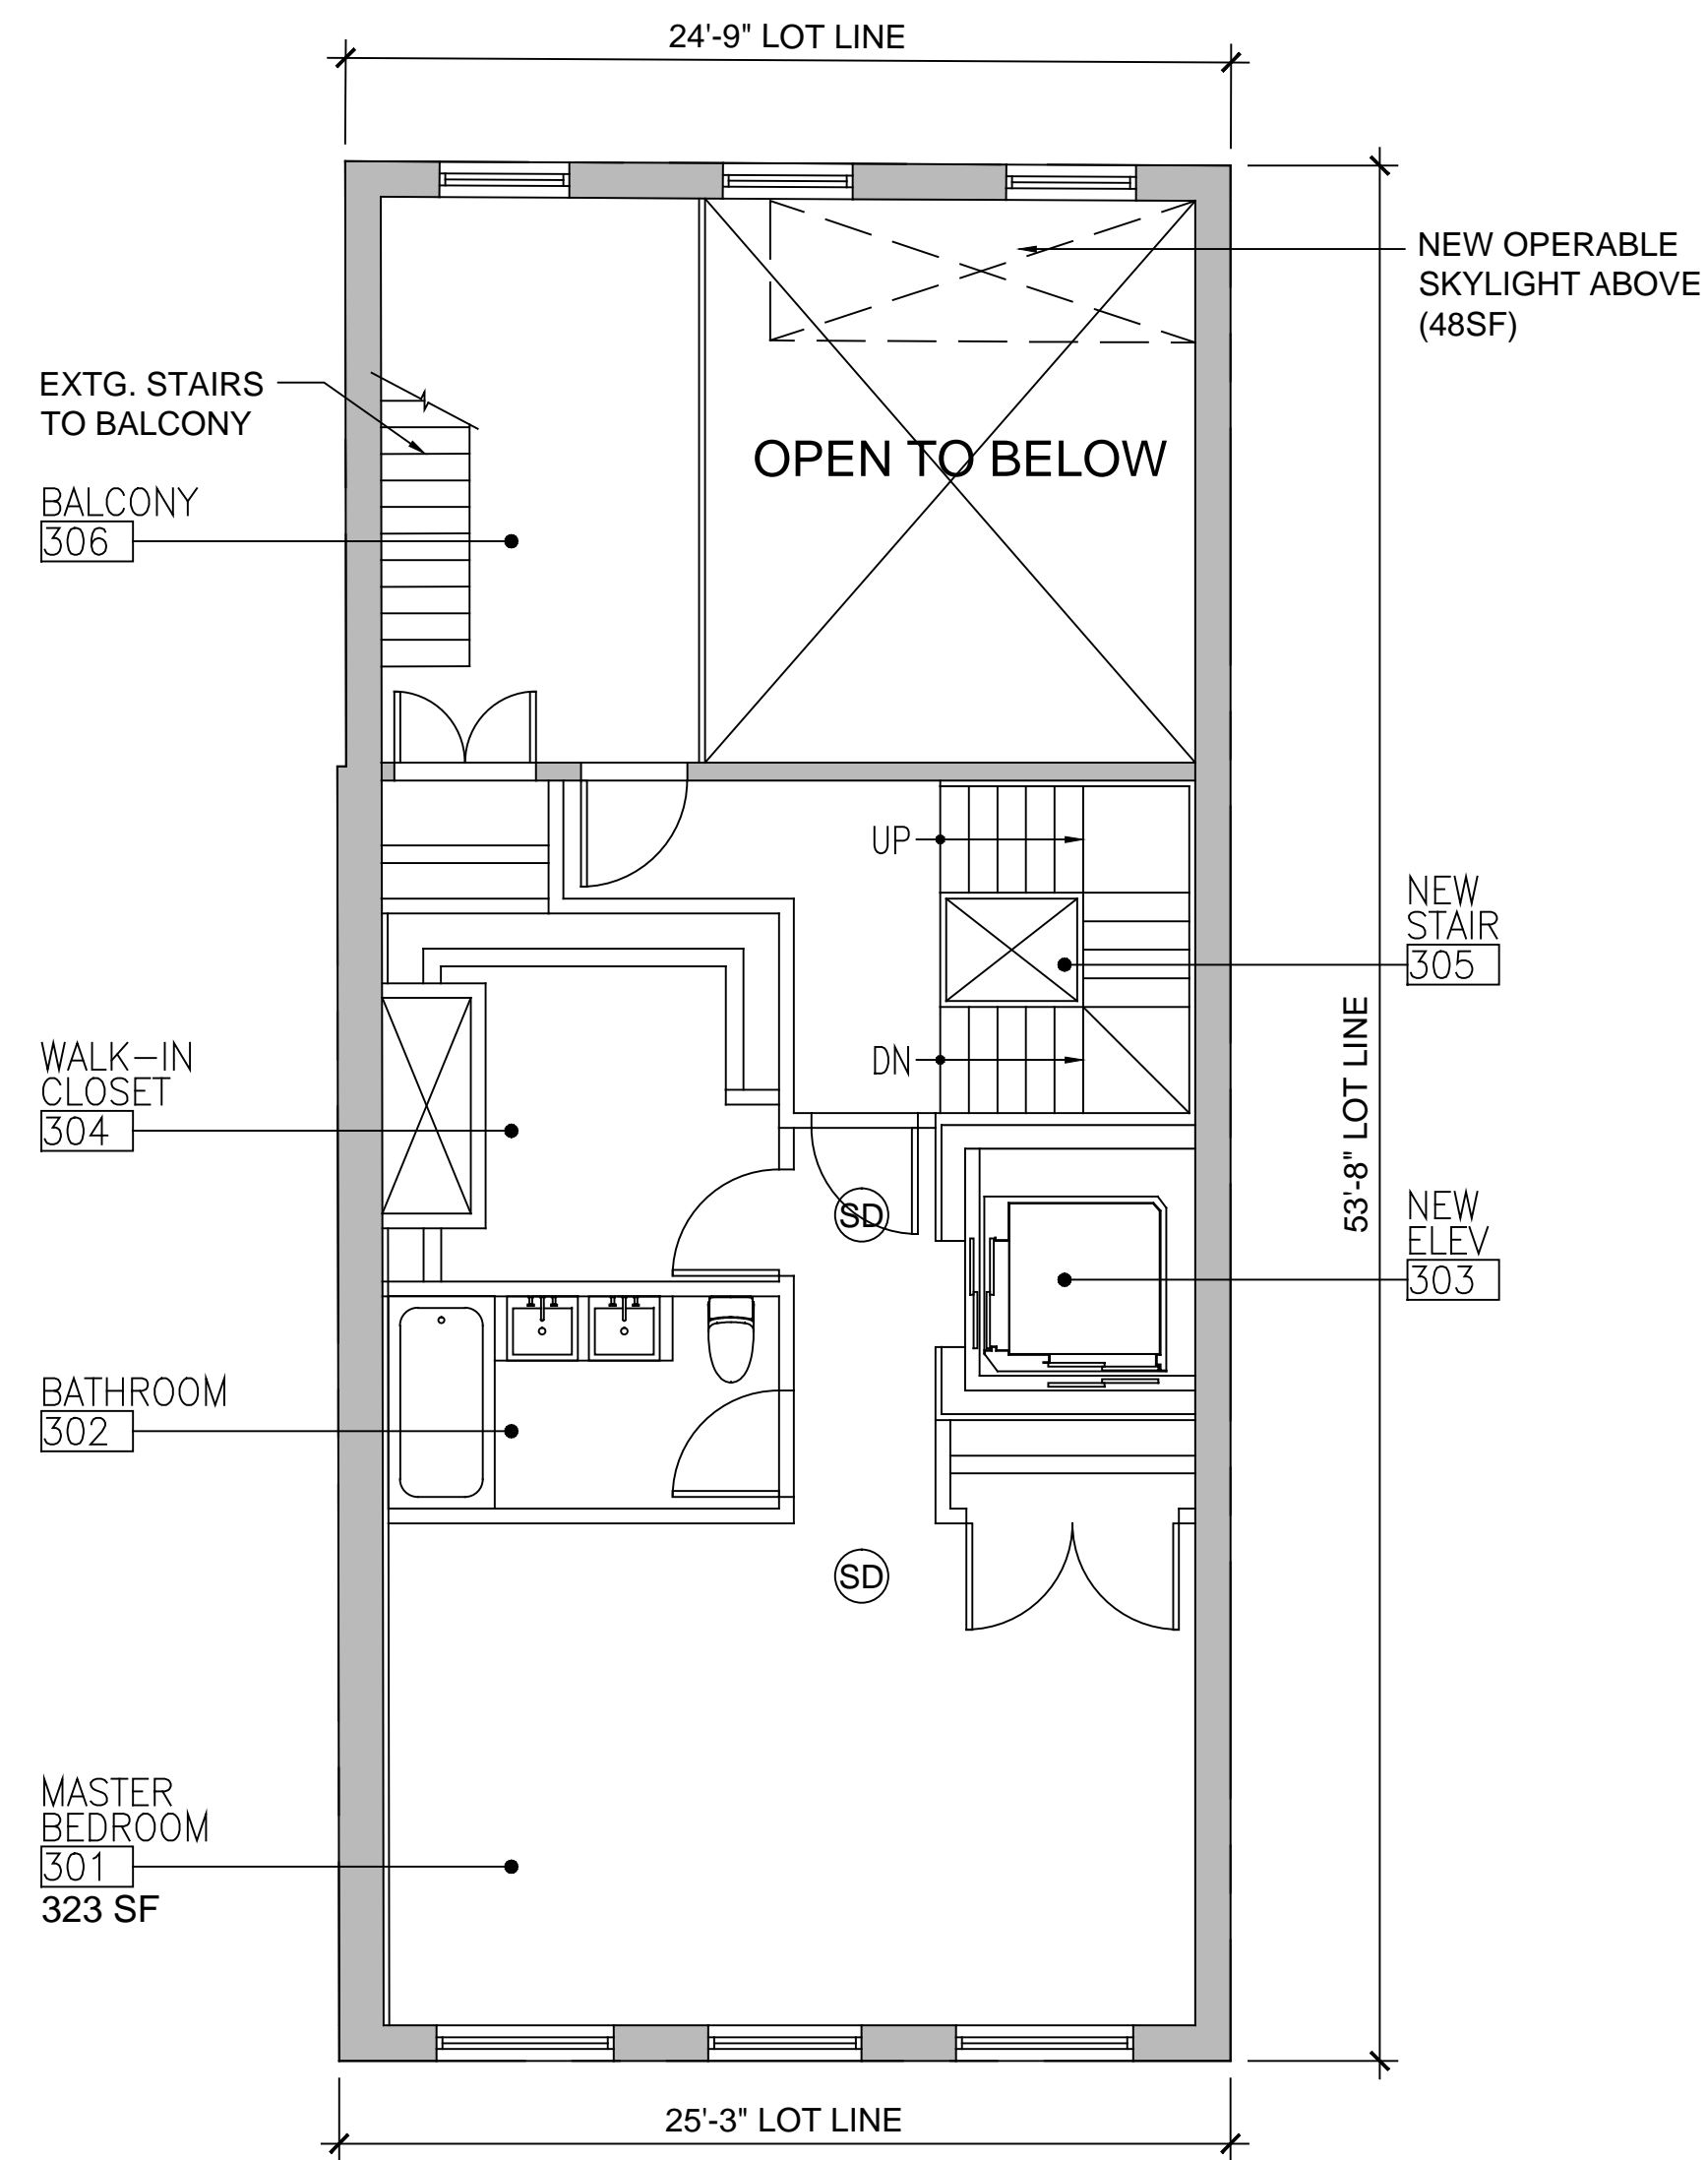 24'-9" LOT LINE
NEW OPERABLE
SKYLIGHT ABOVE
(48SF)
EXTG. STAIRS
TO BALCONY
OPEN TO BELOW
BALCONY
306
UP
NEW
STAIR
305
DN
WALK-IN
CLOSET
304
53'-8" LOT LINE
SD
NEW
ELEV
303
BATHROOM
302
SD
MASTER
BEDROOM
301
323 SF
25'-3" LOT LINE